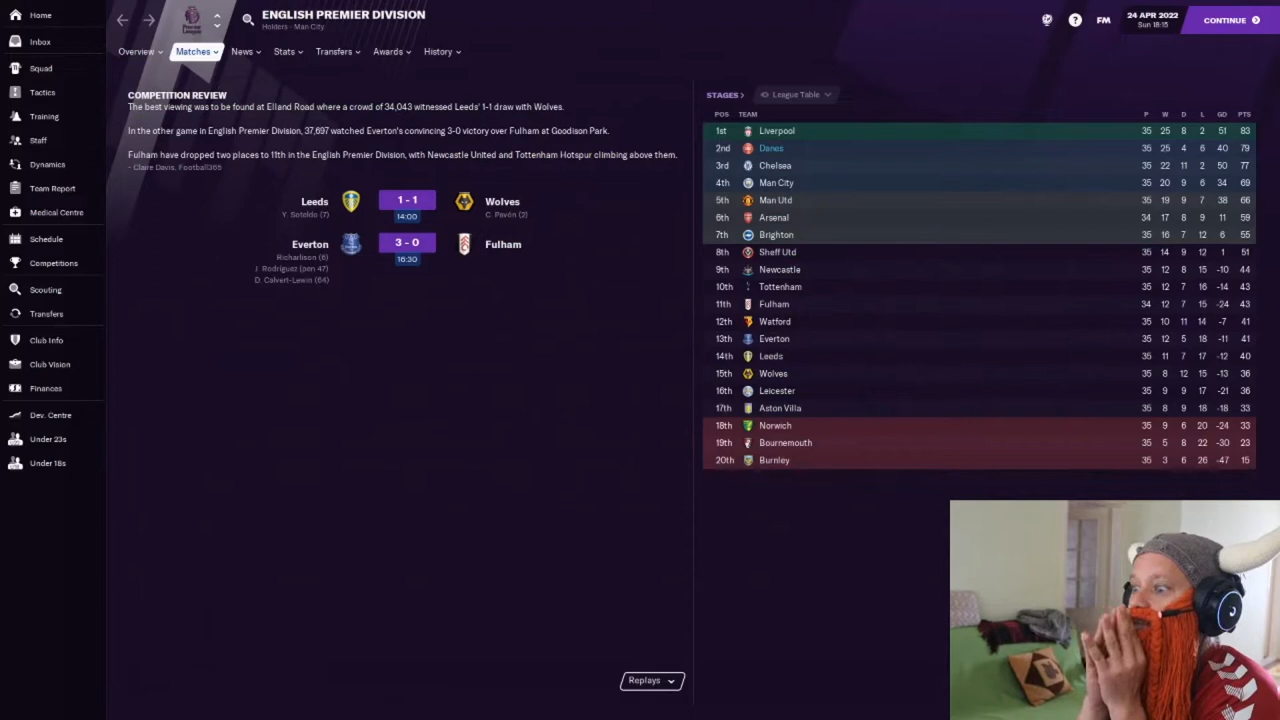 Home
Inbox
Squad
Tactics
Training
Staff
Dynamics
Team Report
Medical Centre
Schedule
Competitions
Scouting
Transfers
Club Info
Club Vision
Finances
Dev. Centre
Under 23s
Under 18s
ENGLISH PREMIER DIVISION
Holders - Man City
FM
24 APR 2022
Sun 18:15
CONTINUE
Overview Matches News Stats Transfers Awards History
COMPETITION REVIEW
The best viewing was to be found at Elland Road where a crowd of 34,043 witnessed Leeds' 1-1 draw with Wolves.
In the other game in English Premier Division, 37,697 watched Everton's convincing 3-0 victory over Fulham at Goodison Park.
Fulham have dropped two places to 11th in the English Premier Division, with Newcastle United and Tottenham Hotspur climbing above them.
- Claire Davis, Football365
Leeds 1 - 1 Wolves
Y. Soteldo (7) 14:00 C. Pavón (2)
Everton 3 - 0 Fulham
Richarlison (6) 16:30
J. Rodríguez (pen 47)
D. Calvert-Lewin (64)
Replays
STAGES > League Table
POS TEAM P W D L GD PTS
1st Liverpool 35 25 8 2 51 83
2nd Danes 35 25 4 6 40 79
3rd Chelsea 35 22 11 2 50 77
4th Man City 35 20 9 6 34 69
5th Man Utd 35 19 9 7 38 66
6th Arsenal 34 17 8 9 11 59
7th Brighton 35 16 7 12 6 55
8th Sheff Utd 35 14 9 12 1 51
9th Newcastle 35 12 8 15 -10 44
10th Tottenham 35 12 7 16 -14 43
11th Fulham 34 12 7 15 -24 43
12th Watford 35 10 11 14 -7 41
13th Everton 35 12 5 18 -11 41
14th Leeds 35 11 7 17 -12 40
15th Wolves 35 8 12 15 -13 36
16th Leicester 35 9 9 17 -21 36
17th Aston Villa 35 8 9 18 -18 33
18th Norwich 35 9 6 20 -24 33
19th Bournemouth 35 5 8 22 -30 23
20th Burnley 35 3 6 26 -47 15